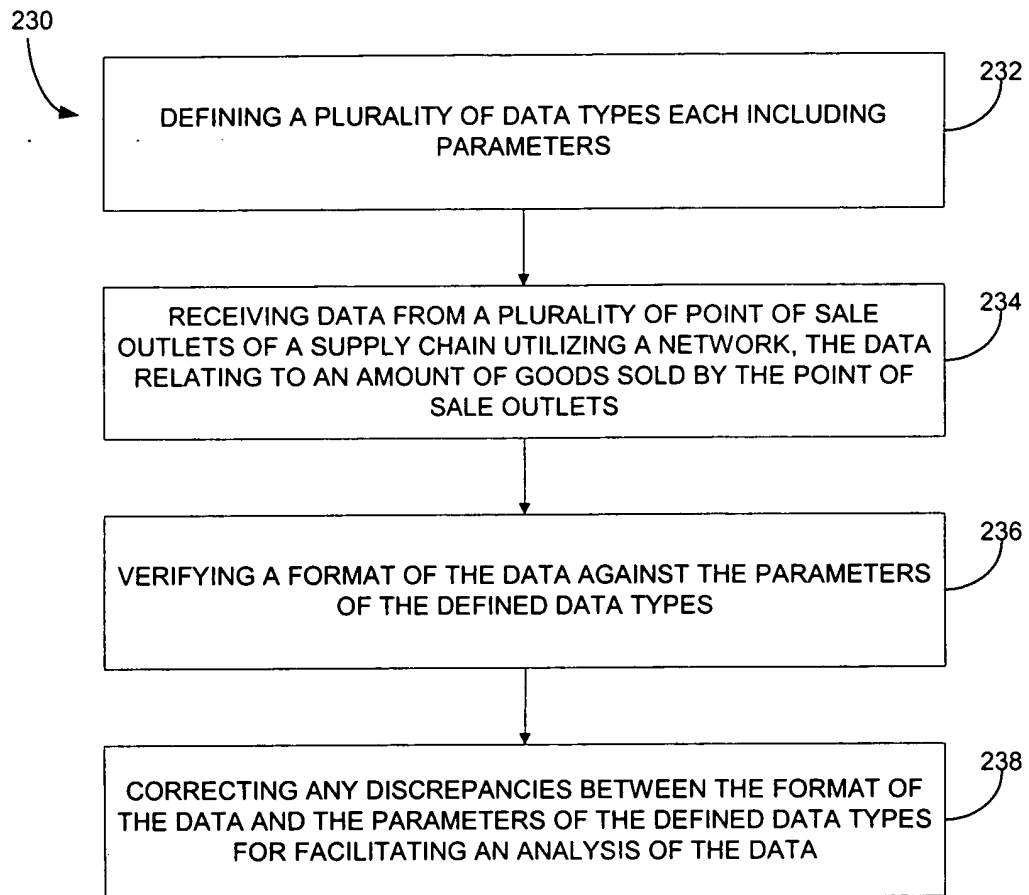 230
232
DEFINING A PLURALITY OF DATA TYPES EACH INCLUDING
PARAMETERS
234
RECEIVING DATA FROM A PLURALITY OF POINT OF SALE
OUTLETS OF A SUPPLY CHAIN UTILIZING A NETWORK, THE DATA
RELATING TO AN AMOUNT OF GOODS SOLD BY THE POINT OF
SALE OUTLETS
236
VERIFYING A FORMAT OF THE DATA AGAINST THE PARAMETERS
OF THE DEFINED DATA TYPES
238
CORRECTING ANY DISCREPANCIES BETWEEN THE FORMAT OF
THE DATA AND THE PARAMETERS OF THE DEFINED DATA TYPES
FOR FACILITATING AN ANALYSIS OF THE DATA